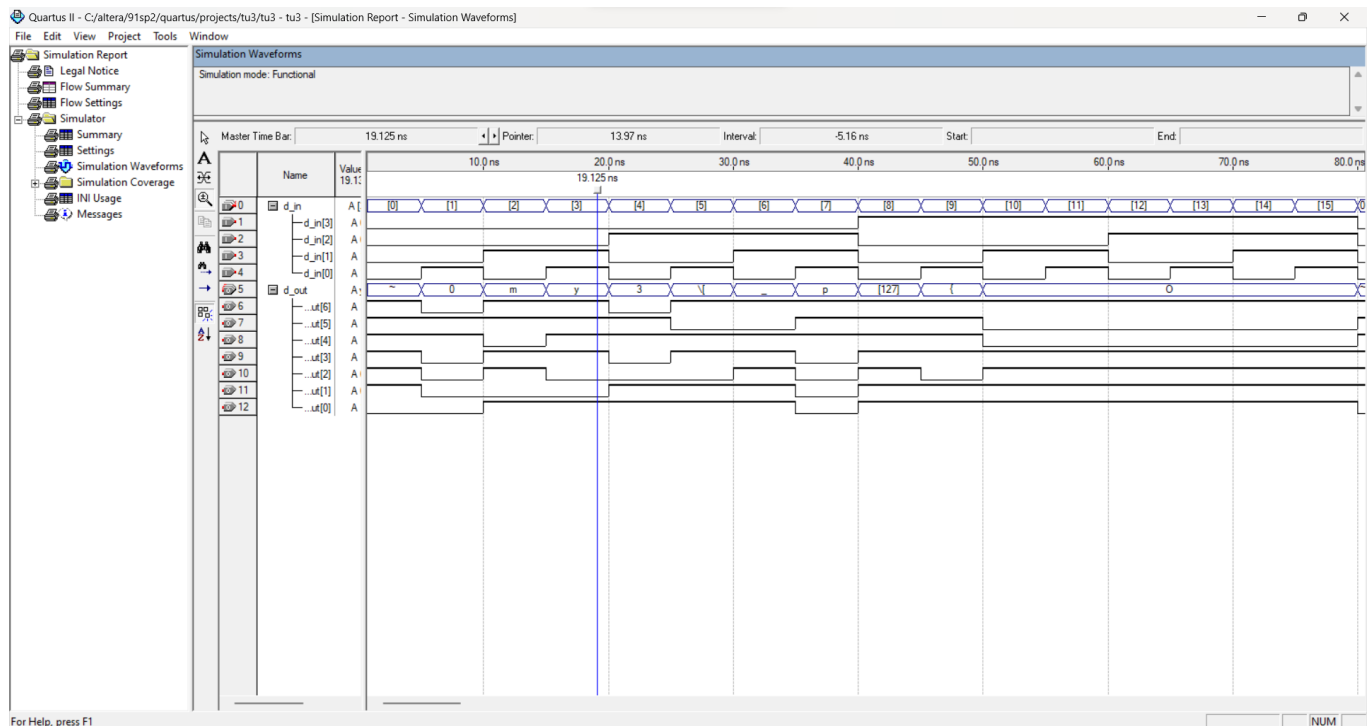 Quartus II - C:/altera/91sp2/quartus/projects/tu3/tu3 - tu3 - [Simulation Report - Simulation Waveforms]
File Edit View Project Tools Window
Simulation Report
Legal Notice
Flow Summary
Flow Settings
Simulator
Summary
Settings
Simulation Waveforms
Simulation Coverage
INI Usage
Messages
Simulation Waveforms
Simulation mode: Functional
Master Time Bar: 19.125 ns Pointer: 13.97 ns Interval: -5.16 ns Start: End:
Name Value 19.1
10.0 ns 20.0 ns 30.0 ns 40.0 ns 50.0 ns 60.0 ns 70.0 ns 80.0 ns
19.125 ns
0 d_in A [ [0] [1] [2] [3] [4] [5] [6] [7] [8] [9] [10] [11] [12] [13] [14] [15]
1 d_in[3] A
2 d_in[2] A
3 d_in[1] A
4 d_in[0] A
5 d_out A ~ 0 m y 3 \[ _ p [127] { O
6 ...ut[6] A
7 ...ut[5] A
8 ...ut[4] A
9 ...ut[3] A
10 ...ut[2] A
11 ...ut[1] A
12 ...ut[0] A
For Help, press F1
NUM